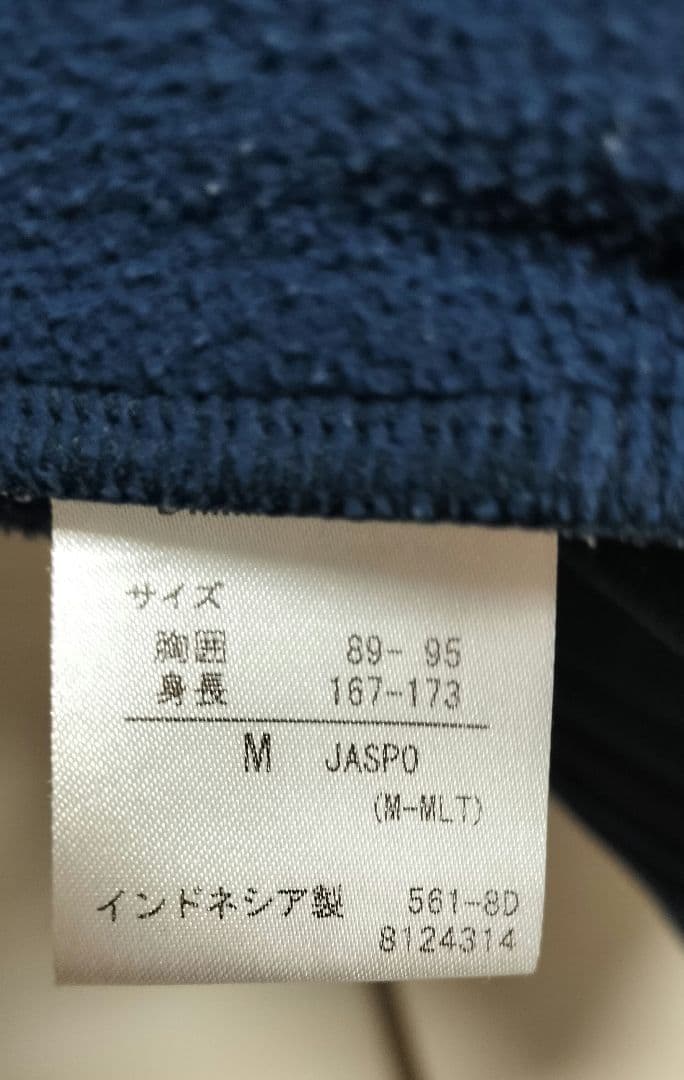 サイズ
胸囲 89- 95
身長 167-173
M JASPO
(M-MLT)
インドネシア製 561-8D
8124314